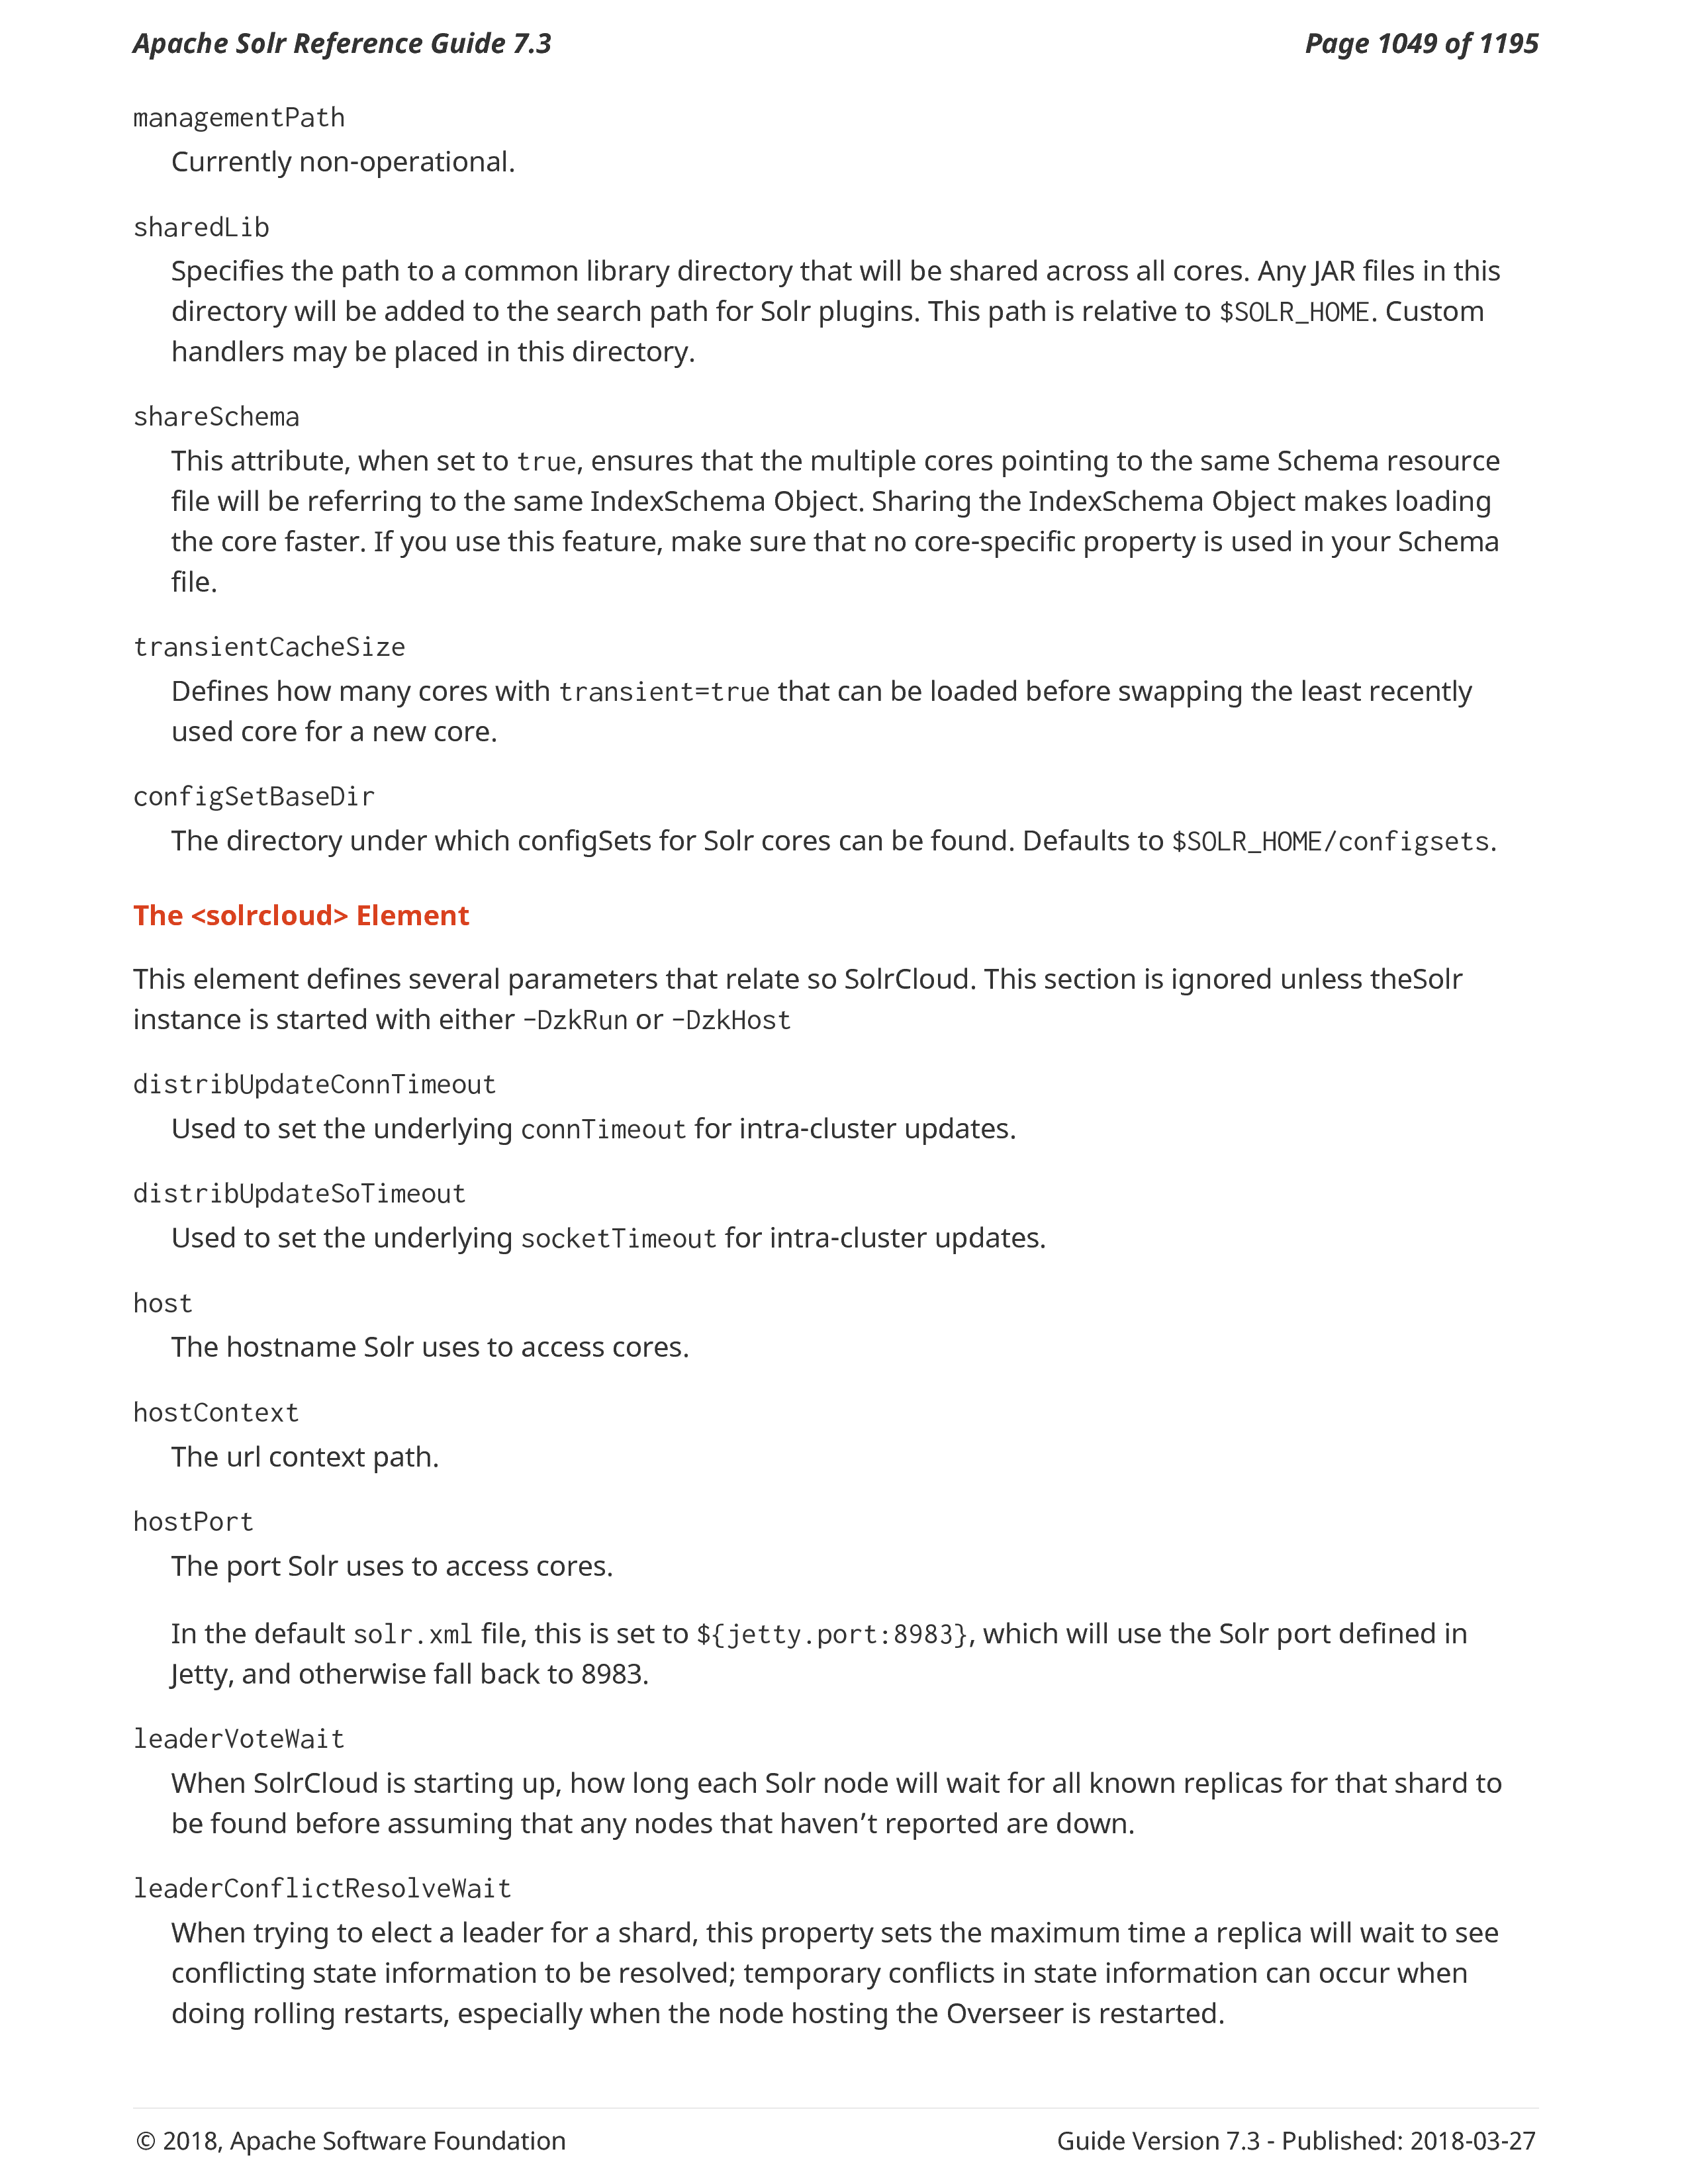 Apache Solr Reference Guide 7.3
Page 1049 of 1195
managementPath
Currently non-operational.
sharedLib
Specifies the path to a common library directory that will be shared across all cores. Any JAR files in this
directory will be added to the search path for Solr plugins. This path is relative to $SOLR_HOME. Custom
handlers may be placed in this directory.
shareSchema
This attribute, when set to true, ensures that the multiple cores pointing to the same Schema resource
file will be referring to the same IndexSchema Object. Sharing the IndexSchema Object makes loading
the core faster. If you use this feature, make sure that no core-specific property is used in your Schema
file.
transientCacheSize
Defines how many cores with transient=true that can be loaded before swapping the least recently
used core for a new core.
configSetBaseDir
The directory under which configSets for Solr cores can be found. Defaults to $SOLR_HOME/configsets.
The <solrcloud> Element
This element defines several parameters that relate so SolrCloud. This section is ignored unless theSolr
instance is started with either -DzkRun or -DzkHost
distribUpdateConnTimeout
Used to set the underlying connTimeout for intra-cluster updates.
distribUpdateSoTimeout
Used to set the underlying socketTimeout for intra-cluster updates.
host
The hostname Solr uses to access cores.
hostContext
The url context path.
hostPort
The port Solr uses to access cores.
In the default solr.xml file, this is set to ${jetty.port:8983}, which will use the Solr port defined in
Jetty, and otherwise fall back to 8983.
leaderVoteWait
When SolrCloud is starting up, how long each Solr node will wait for all known replicas for that shard to
be found before assuming that any nodes that haven’t reported are down.
leaderConflictResolveWait
When trying to elect a leader for a shard, this property sets the maximum time a replica will wait to see
conflicting state information to be resolved; temporary conflicts in state information can occur when
doing rolling restarts, especially when the node hosting the Overseer is restarted.
© 2018, Apache Software Foundation
Guide Version 7.3 - Published: 2018-03-27